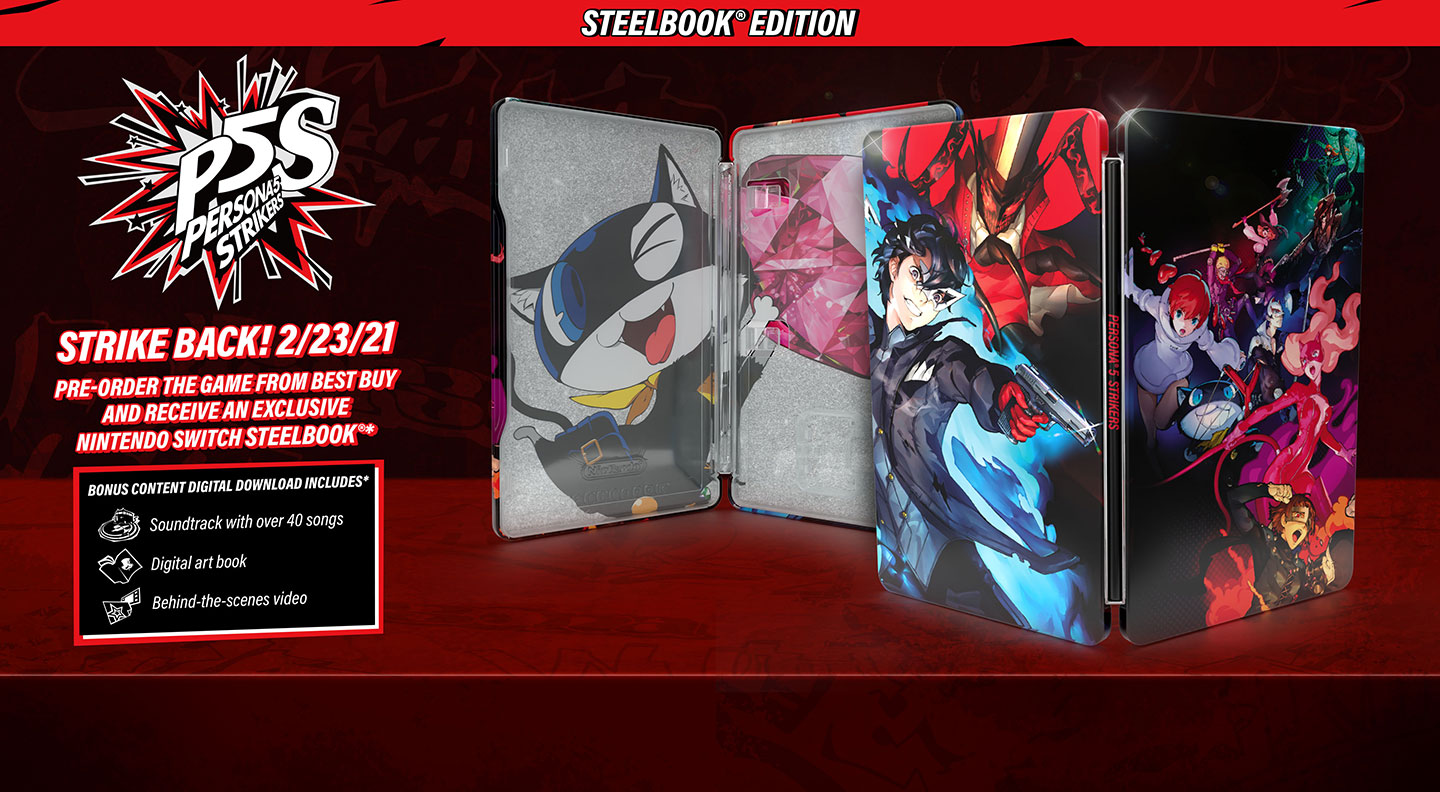 STEELBOOK® EDITION
P5S
PERSONA5
STRIKERS
STRIKE BACK! 2/23/21
PRE-ORDER THE GAME FROM BEST BUY
AND RECEIVE AN EXCLUSIVE
NINTENDO SWITCH STEELBOOK®*
BONUS CONTENT DIGITAL DOWNLOAD INCLUDES*
Soundtrack with over 40 songs
Digital art book
Behind-the-scenes video
PERSONA® 5 STRIKERS